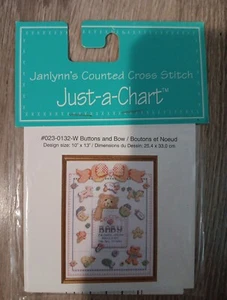 Janlynn's Counted Cross Stitch
Just-a-Chart™
#023-0132-W Buttons and Bow / Boutons et Noeud
Design size: 10" x 13" / Dimensions du Dessin: 25.4 x 33.0 cm
BABY